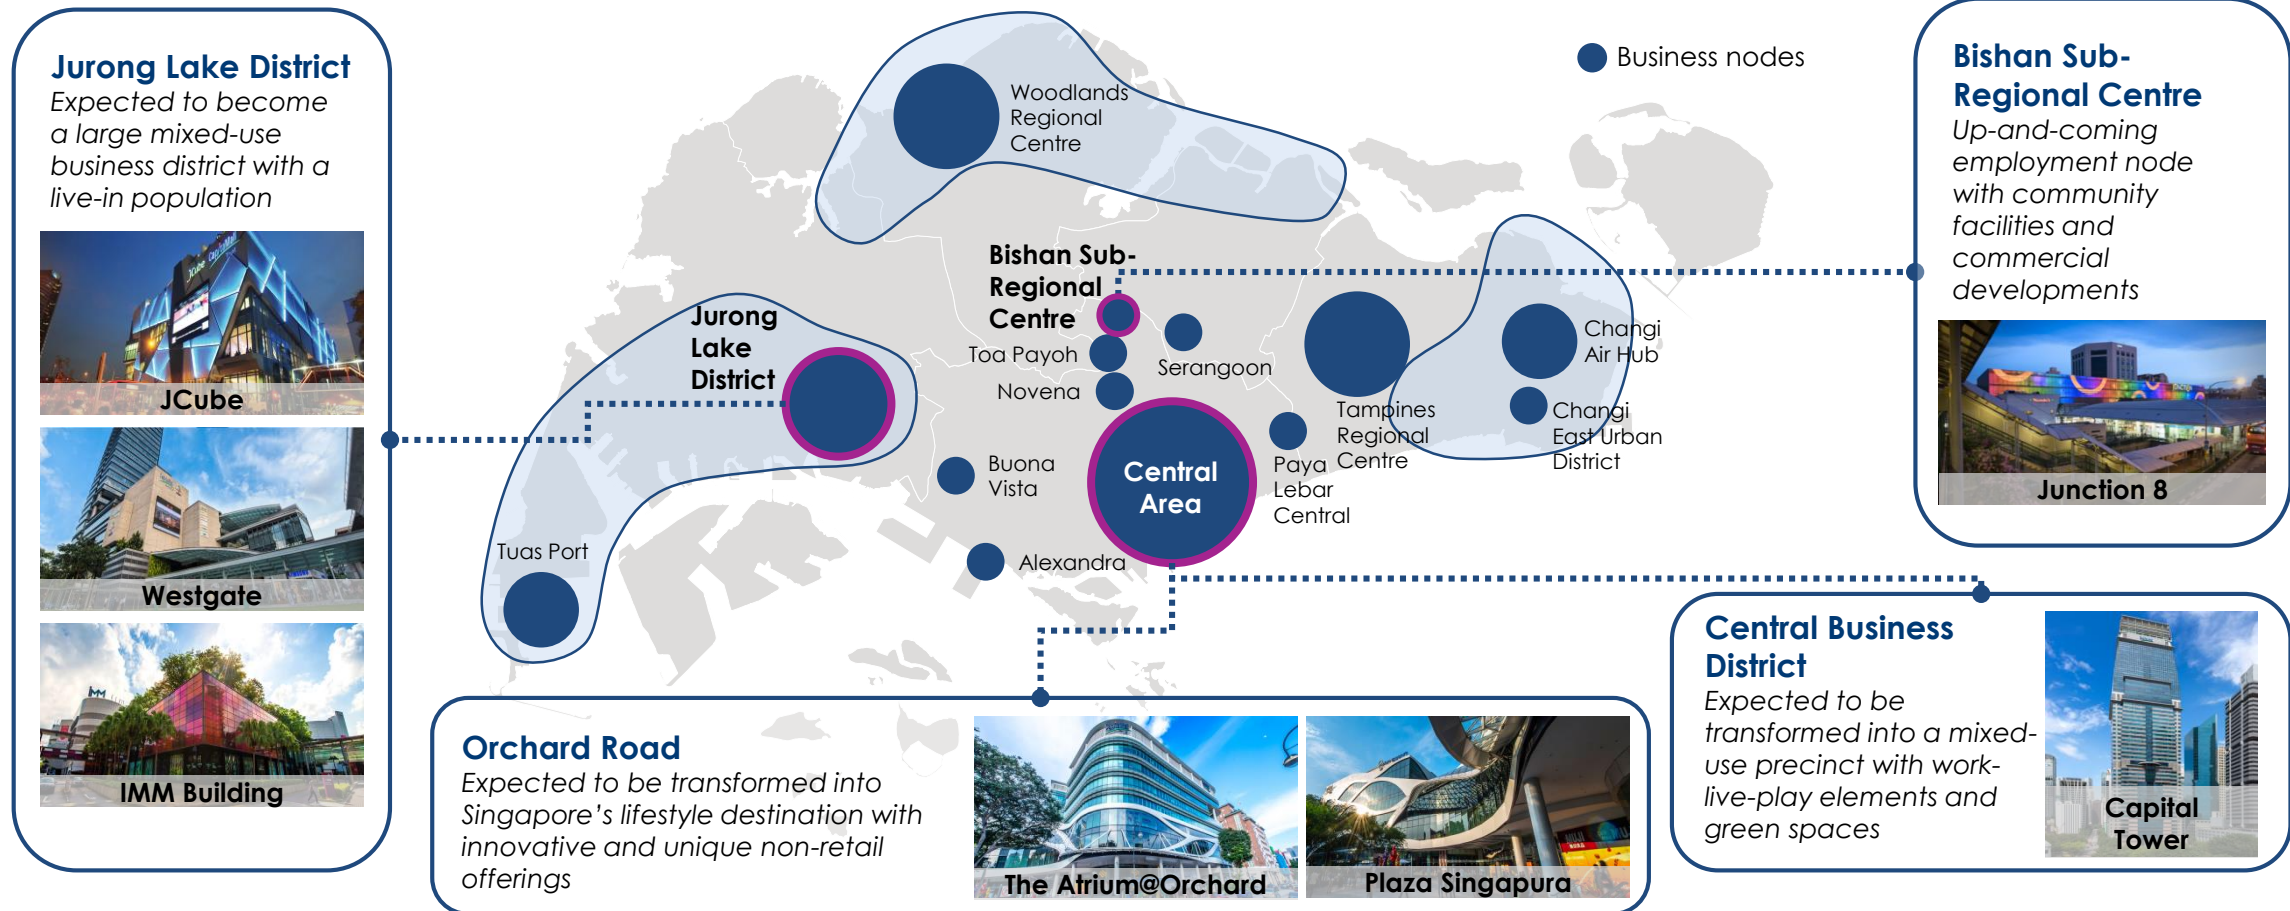 Jurong Lake District
Expected to become
a large mixed-use
business district with a
live-in population
JCube
JCube
Westgate
IMM
IMM Building
Business nodes
Woodlands
Regional
Centre
Bishan Sub-
Regional
Centre
Jurong
Lake
District
Toa Payoh
Novena
Serangoon
Changi
Air Hub
Tampines
Regional
Centre
Changi
East Urban
District
Central
Area
Paya
Lebar
Central
Buona
Vista
Alexandra
Tuas Port
Bishan Sub-
Regional Centre
Up-and-coming
employment node
with community
facilities and
commercial
developments
Junction 8
Orchard Road
Expected to be transformed into
Singapore’s lifestyle destination with
innovative and unique non-retail
offerings
The Atrium@Orchard
Plaza Singapura
Central Business
District
Expected to be
transformed into a mixed-
use precinct with work-
live-play elements and
green spaces
Capital
Tower